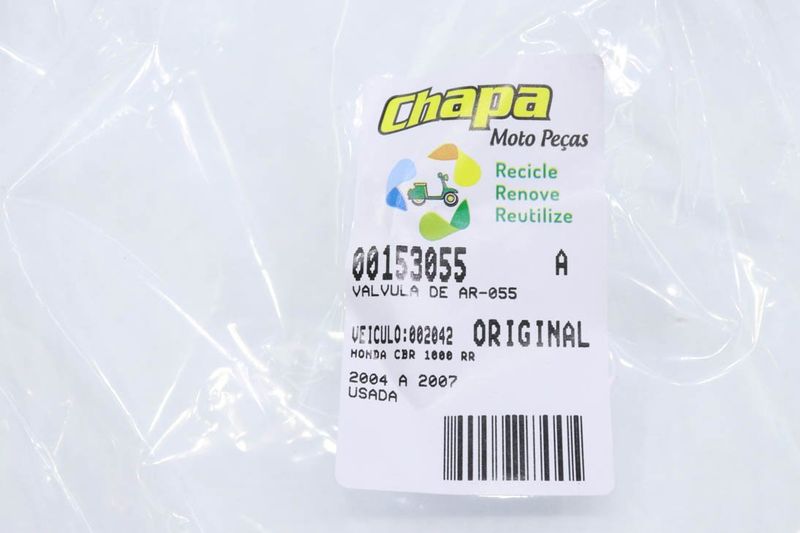 Chapa
Moto Peças
Recicle
Renove
Reutilize
00153055 A
VALVULA DE AR-055
VEICULO:002042 ORIGINAL
HONDA CBR 1000 RR
2004 A 2007
USADA